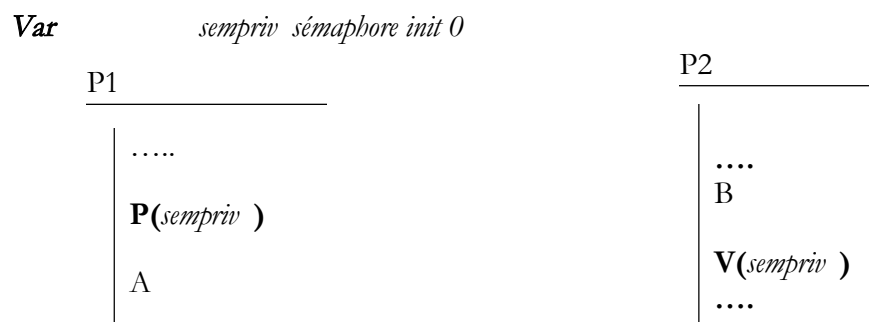 Var sempriv sémaphore init 0
P1
…..
P(sempriv )
A
P2
….
B
V(sempriv )
….